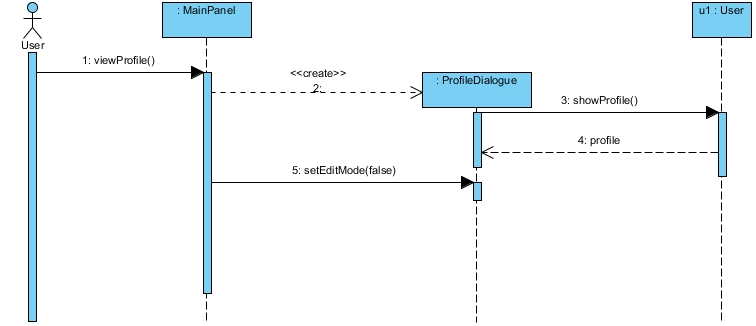 : MainPanel
u1 : User
User
1: viewProfile()
<<create>>
2:
: ProfileDialogue
3: showProfile()
4: profile
5: setEditMode(false)